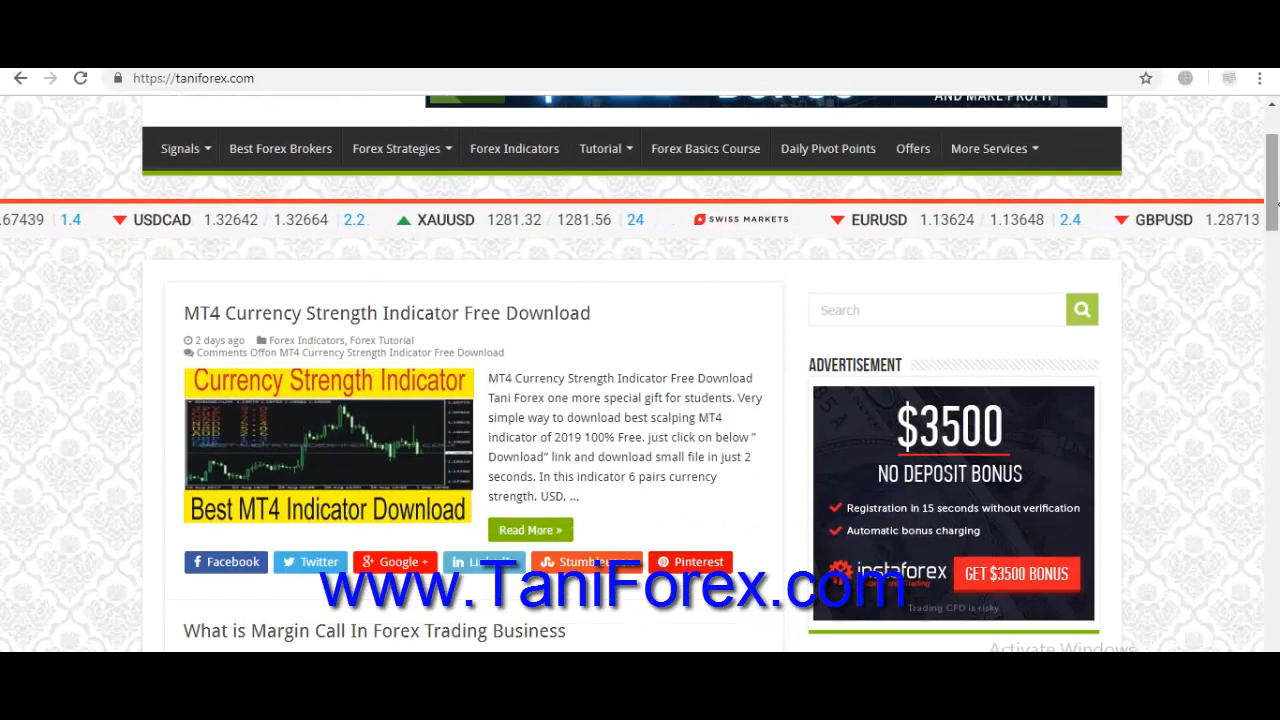 https://taniforex.com
AND MAKE PROFIT
Signals Best Forex Brokers Forex Strategies Forex Indicators Tutorial Forex Basics Course Daily Pivot Points Offers More Services
.67439 1.4 USDCAD 1.32642 / 1.32664 2.2 XAUUSD 1281.32 / 1281.56 24 SWISS MARKETS EURUSD 1.13624 / 1.13648 2.4 GBPUSD 1.28713
MT4 Currency Strength Indicator Free Download
2 days ago Forex Indicators, Forex Tutorial
Comments Offon MT4 Currency Strength Indicator Free Download
Currency Strength Indicator
Best MT4 Indicator Download
MT4 Currency Strength Indicator Free Download
Tani Forex one more special gift for students. Very
simple way to download best scalping MT4
indicator of 2019 100% Free. just click on below ”
Download” link and download small file in just 2
seconds. In this indicator 6 pairs currency
strength. USD, ...
Read More »
Facebook Twitter Google + LinkedIn Stumbleupon Pinterest
www.TaniForex.com
What is Margin Call In Forex Trading Business
Search
ADVERTISEMENT
$3500
NO DEPOSIT BONUS
Registration in 15 seconds without verification
Automatic bonus charging
instaforex
GET $3500 BONUS
Trading CFD is risky
Activate Windows